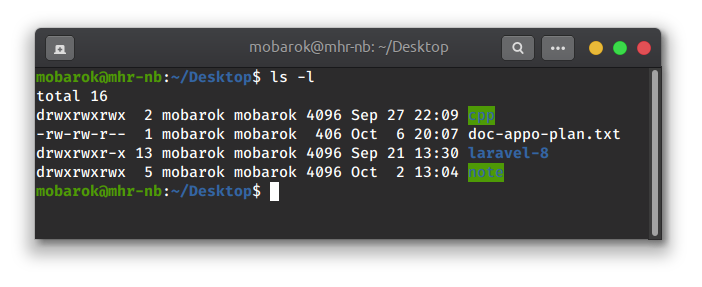 mobarok@mhr-nb: ~/Desktop
mobarok@mhr-nb:~/Desktop$ ls -l
total 16
drwxrwxrwx  2 mobarok mobarok 4096 Sep 27 22:09 cpp
-rw-rw-r--  1 mobarok mobarok  406 Oct  6 20:07 doc-appo-plan.txt
drwxrwxr-x 13 mobarok mobarok 4096 Sep 21 13:30 laravel-8
drwxrwxrwx  5 mobarok mobarok 4096 Oct  2 13:04 note
mobarok@mhr-nb:~/Desktop$